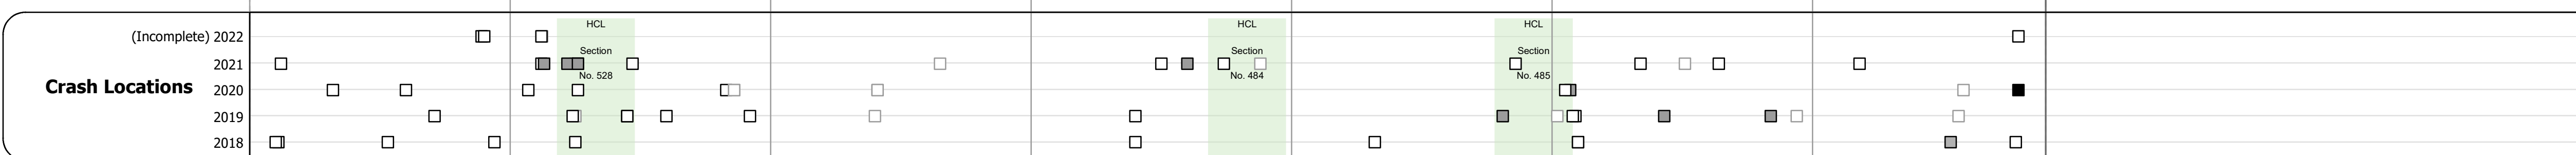 Crash Locations
(Incomplete) 2022
2021
2020
2019
2018
HCL
Section
No. 528
HCL
Section
No. 484
HCL
Section
No. 485